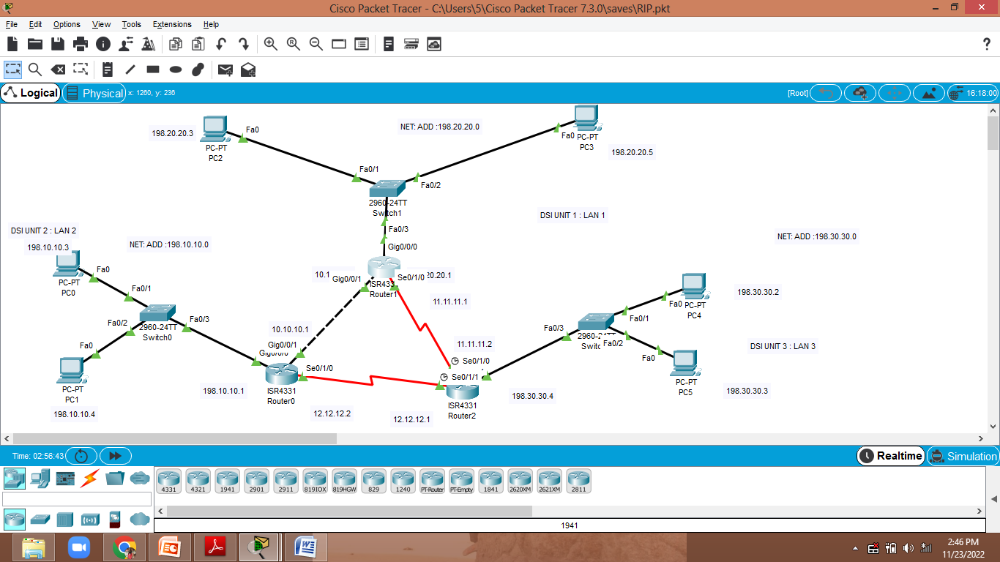 Cisco Packet Tracer - C:\Users\5\Cisco Packet Tracer 7.3.0\saves\RIP.pkt
File Edit Options View Tools Extensions Help
Logical Physical x: 1260, y: 236 [Root] 16:18:00
198.20.20.3
Fa0
PC-PT
PC2
NET: ADD :198.20.20.0
Fa0
PC-PT
PC3
198.20.20.5
Fa0/1
Fa0/2
2960-24TT
Switch1
Fa0/3
Gig0/0/0
DSI UNIT 1 : LAN 1
DSI UNIT 2 : LAN 2
198.10.10.3
NET: ADD :198.10.10.0
NET: ADD :198.30.30.0
Fa0
PC-PT
PC0
Fa0/1
10.1
Gig0/0/1
Se0/1/0
20.20.1
Router1
11.11.11.1
Fa0/2
Fa0/3
2960-24TT
Switch0
Fa0
PC-PT
PC1
198.10.10.4
10.10.10.1
Gig0/0/1
Gig0/0/0
Se0/1/0
ISR4331
Router0
198.10.10.1
12.12.12.2
11.11.11.2
Se0/1/0
Se0/1/1
ISR4331
Router2
12.12.12.1
198.30.30.4
Fa0/3
Fa0/1
Fa0/2
Fa0
PC-PT
PC4
198.30.30.2
DSI UNIT 3 : LAN 3
Fa0
PC-PT
PC5
198.30.30.3
Time: 02:56:43 Realtime Simulation
4331 4321 1941 2901 2911 819IOX 819HGW 829 1240 PT-Router PT-Empty 1841 2620XM 2621XM 2811
1941
2:46 PM
11/23/2022